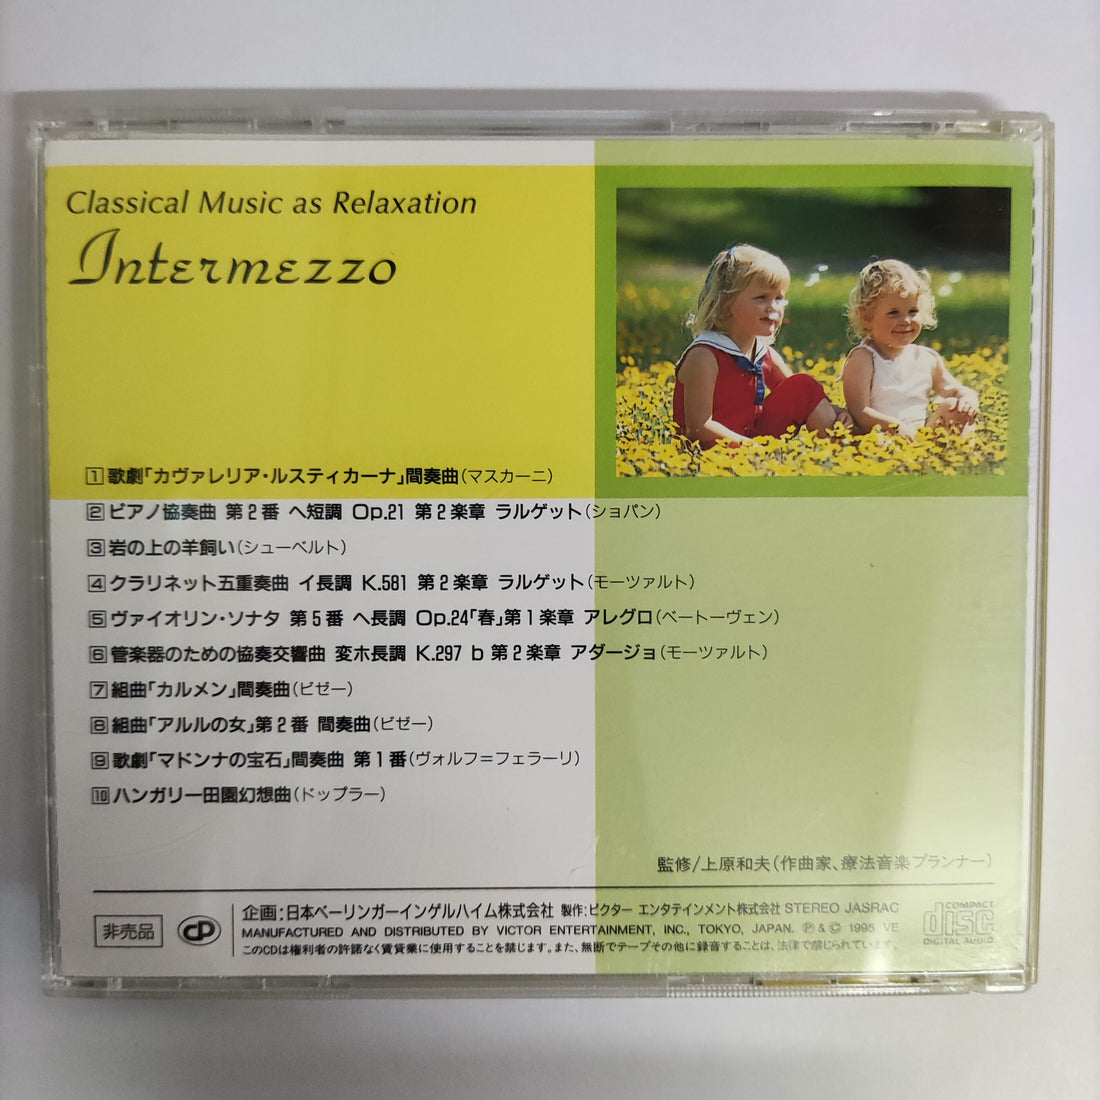 Classical Music as Relaxation
Intermezzo
1 歌劇「カヴァレリア・ルスティカーナ」間奏曲(マスカーニ)
2 ピアノ協奏曲 第2番 ヘ短調 Op.21 第2楽章 ラルゲット(ショパン)
3 岩の上の羊飼い(シューベルト)
4 クラリネット五重奏曲 イ長調 K.581 第2楽章 ラルゲット(モーツァルト)
5 ヴァイオリン・ソナタ 第5番 ヘ長調 Op.24「春」第1楽章 アレグロ(ベートーヴェン)
6 管楽器のための協奏交響曲 変ホ長調 K.297 b 第2楽章 アダージョ(モーツァルト)
7 組曲「カルメン」間奏曲(ビゼー)
8 組曲「アルルの女」第2番 間奏曲(ビゼー)
9 歌劇「マドンナの宝石」間奏曲 第1番(ヴォルフ=フェラーリ)
10 ハンガリー田園幻想曲(ドップラー)
監修/上原和夫(作曲家、療法音楽プランナー)
非売品
企画:日本ベーリンガーインゲルハイム株式会社 製作:ビクター エンタテインメント株式会社 STEREO JASRAC
MANUFACTURED AND DISTRIBUTED BY VICTOR ENTERTAINMENT, INC., TOKYO, JAPAN. ℗&© 1995 VE
このCDは権利者の許諾なく賃貸業に使用することを禁じます。また、無断でテープその他に録音することは、法律で禁じられています。
COMPACT
disc
DIGITAL AUDIO